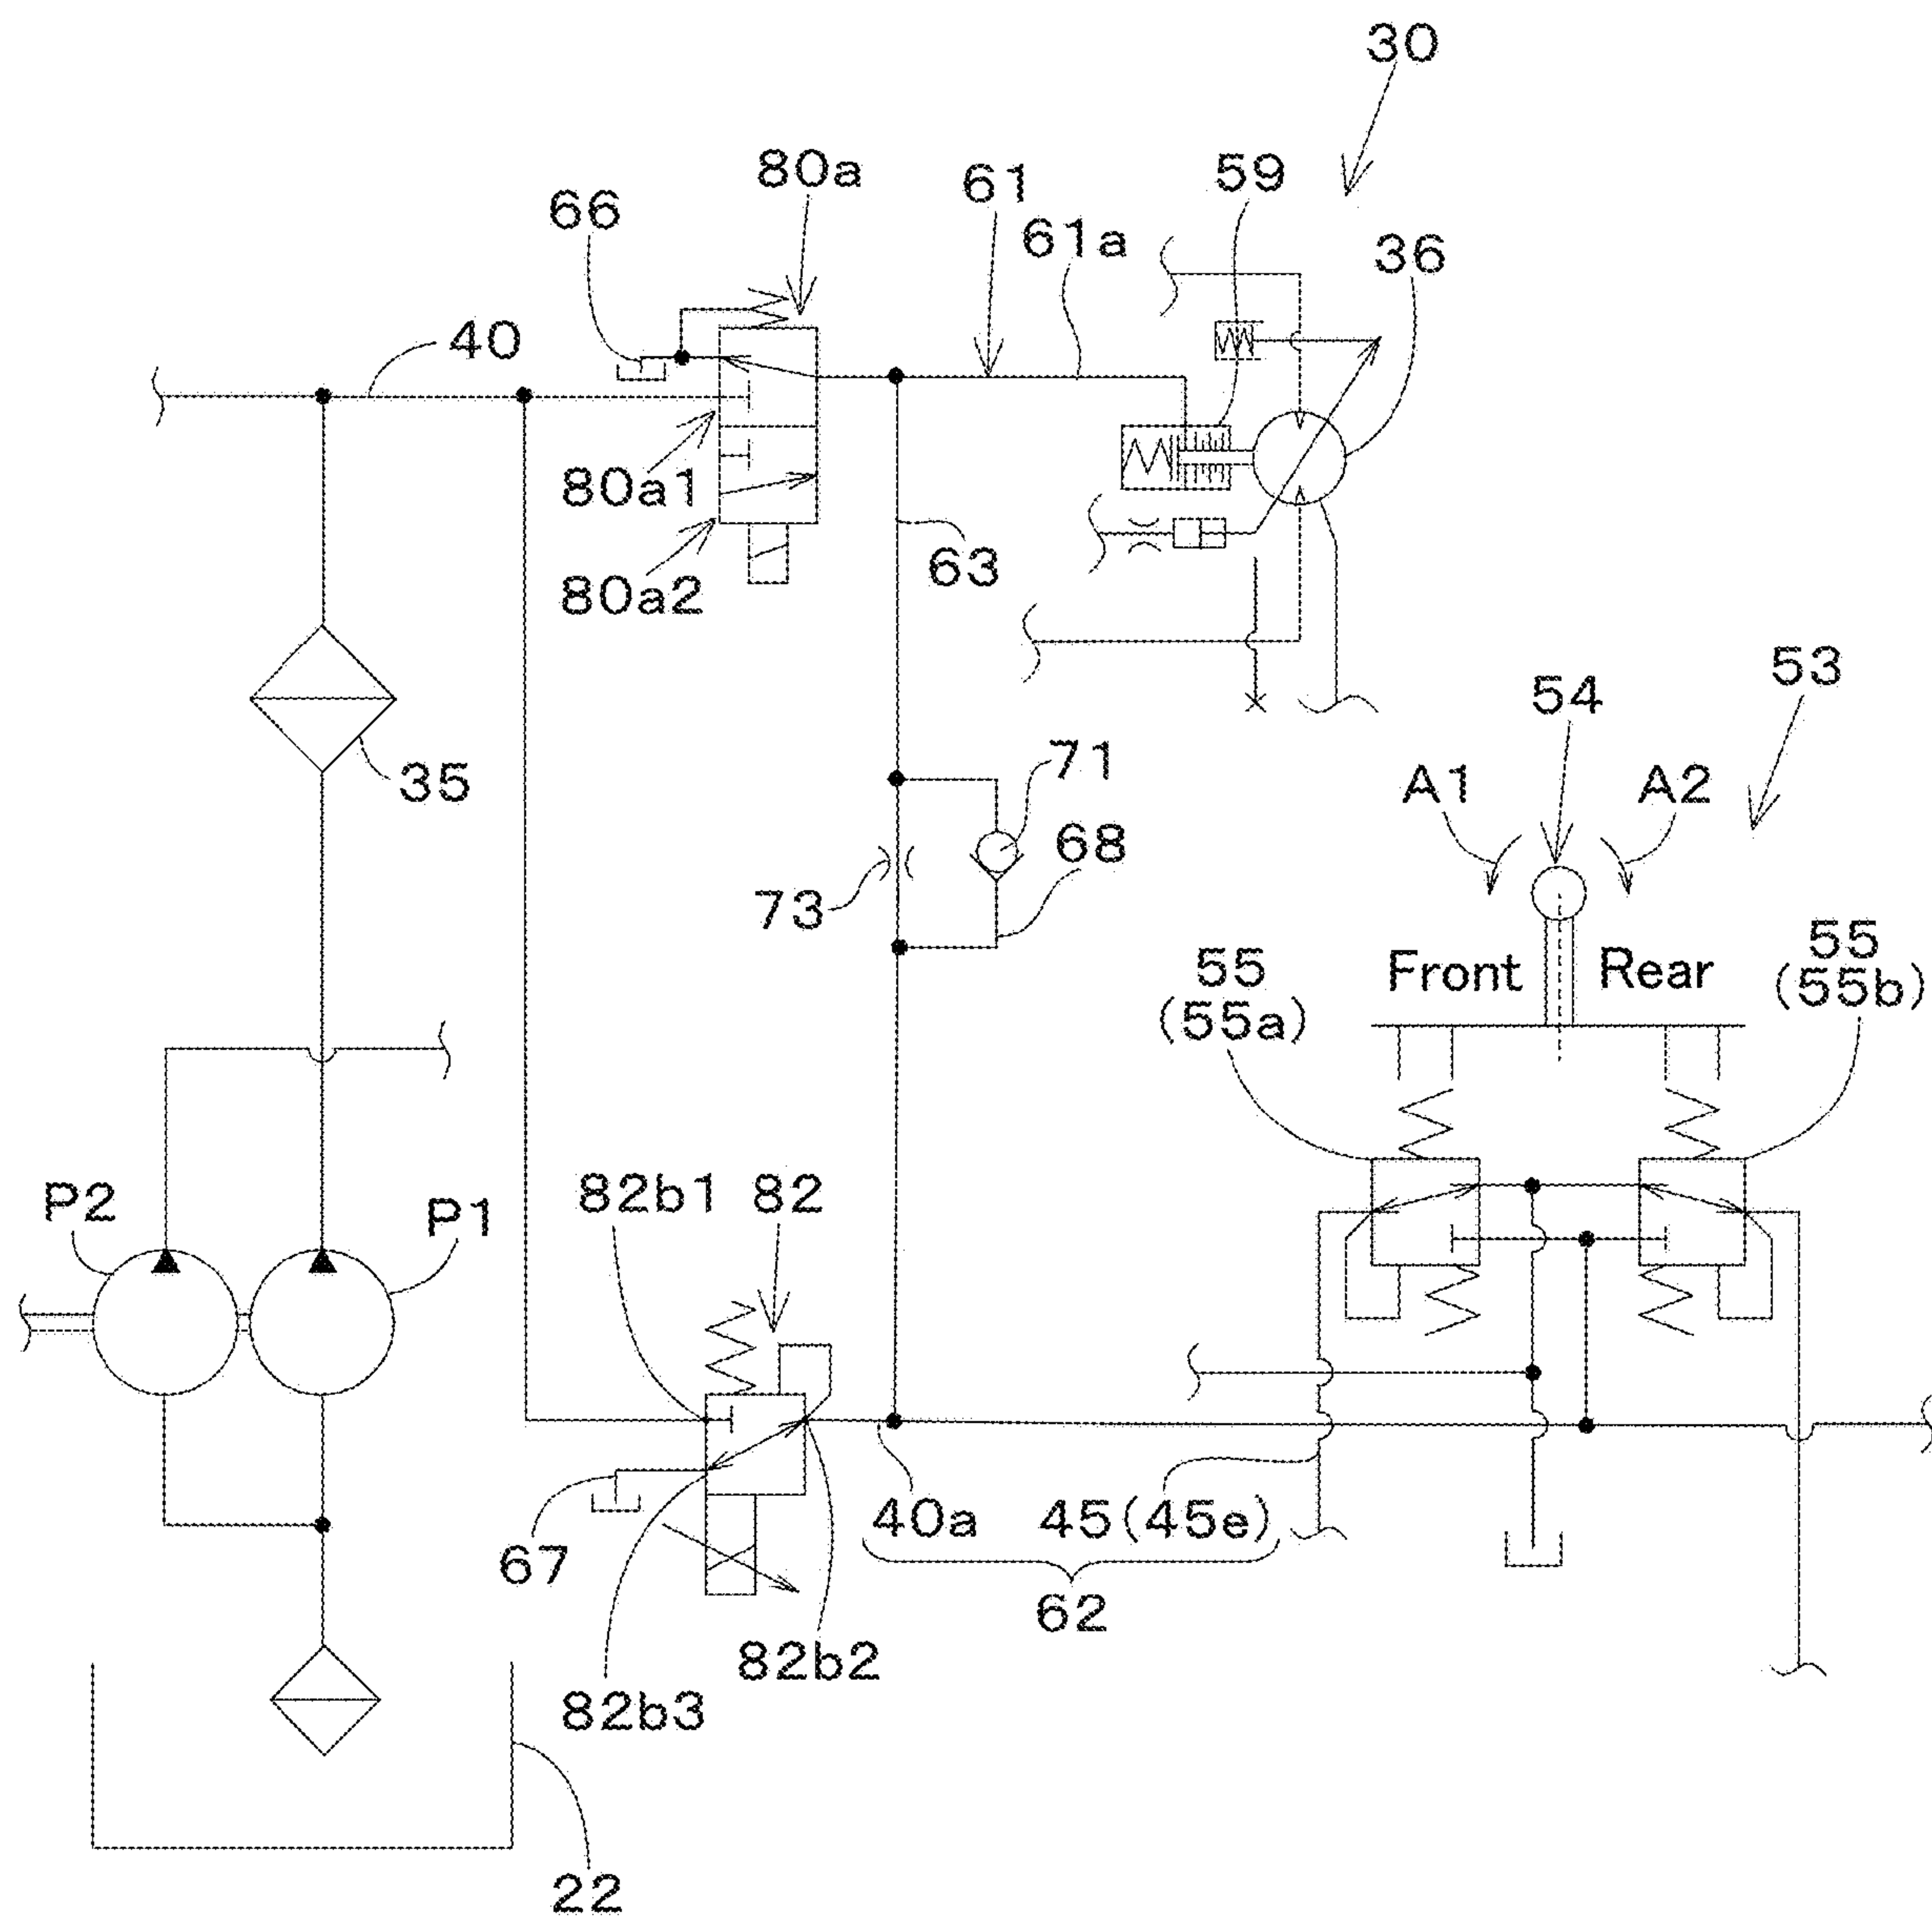 30
80a
59
61
66
61a
36
40
80a1
63
80a2
53
54
71
A1
A2
35
68
73
55
(55a)
Front
Rear
55
(55b)
82b1
82
P2
P1
40a
45(45e)
67
62
82b2
82b3
22